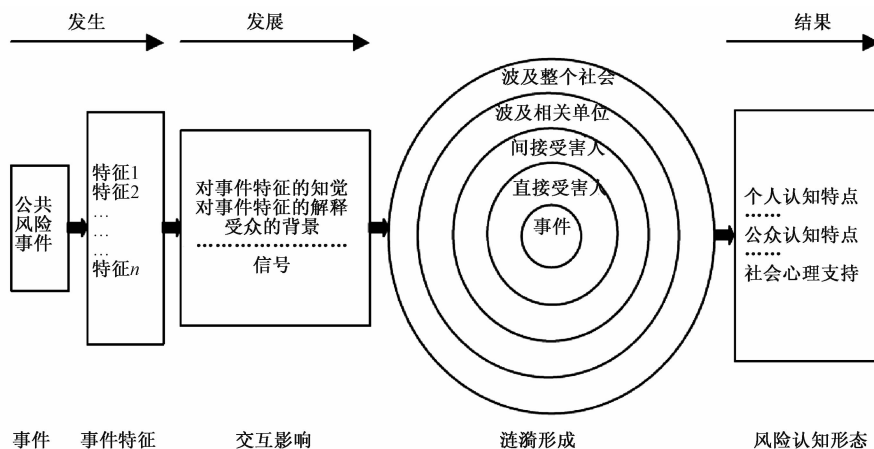 发生
发展
结果
公共
风险
事件
特征1
特征2
…
…
…
特征n
对事件特征的知觉
对事件特征的解释
受众的背景
信号
波及整个社会
波及相关单位
间接受害人
直接受害人
事件
个人认知特点
……
公众认知特点
……
社会心理支持
事件
事件特征
交互影响
涟漪形成
风险认知形态